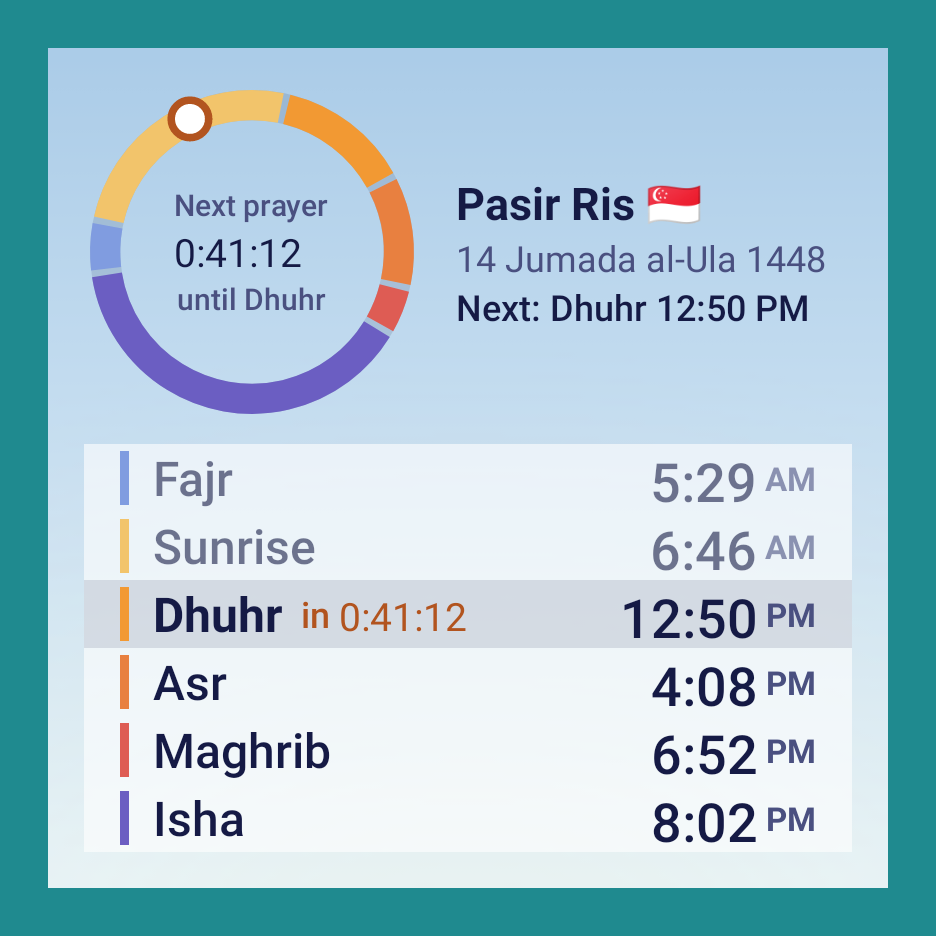 Next prayer
0:41:12
until Dhuhr
Pasir Ris 🇸🇬
14 Jumada al-Ula 1448
Next: Dhuhr 12:50 PM
Fajr 5:29 AM
Sunrise 6:46 AM
Dhuhr in 0:41:12 12:50 PM
Asr 4:08 PM
Maghrib 6:52 PM
Isha 8:02 PM